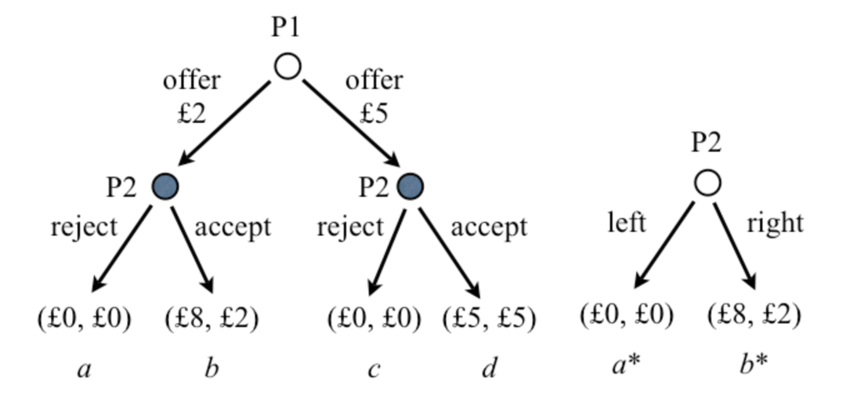 P1
offer
£2
offer
£5
P2
P2
P2
reject
accept
reject
accept
left
right
(£0, £0)
(£8, £2)
(£0, £0)
(£5, £5)
(£0, £0)
(£8, £2)
a
b
c
d
a*
b*